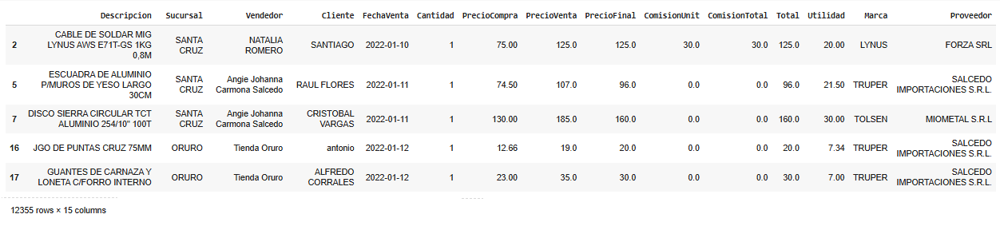 Descripcion Sucursal Vendedor Cliente FechaVenta Cantidad PrecioCompra PrecioVenta PrecioFinal ComisionUnit ComisionTotal Total Utilidad Marca Proveedor
CABLE DE SOLDAR MIG
2 LYNUS AWS E71T-GS 1KG SANTA NATALIA SANTIAGO 2022-01-10 1 75.00 125.0 125.0 30.0 30.0 125.0 20.00 LYNUS FORZA SRL
0,8M CRUZ ROMERO
ESCUADRA DE ALUMINIO
5 P/MUROS DE YESO LARGO SANTA Angie Johanna RAUL FLORES 2022-01-11 1 74.50 107.0 96.0 0.0 0.0 96.0 21.50 TRUPER SALCEDO
30CM CRUZ Carmona Salcedo IMPORTACIONES S.R.L.
7 DISCO SIERRA CIRCULAR TCT SANTA Angie Johanna CRISTOBAL 2022-01-11 1 130.00 185.0 160.0 0.0 0.0 160.0 30.00 TOLSEN MIOMETAL S.R.L
ALUMINIO 254/10" 100T CRUZ Carmona Salcedo VARGAS
16 JGO DE PUNTAS CRUZ 75MM ORURO Tienda Oruro antonio 2022-01-12 1 12.66 19.0 20.0 0.0 0.0 20.0 7.34 TRUPER SALCEDO
IMPORTACIONES S.R.L.
17 GUANTES DE CARNAZA Y ORURO Tienda Oruro ALFREDO 2022-01-12 1 23.00 35.0 30.0 0.0 0.0 30.0 7.00 TRUPER SALCEDO
LONETA C/FORRO INTERNO CORRALES IMPORTACIONES S.R.L.
12355 rows × 15 columns